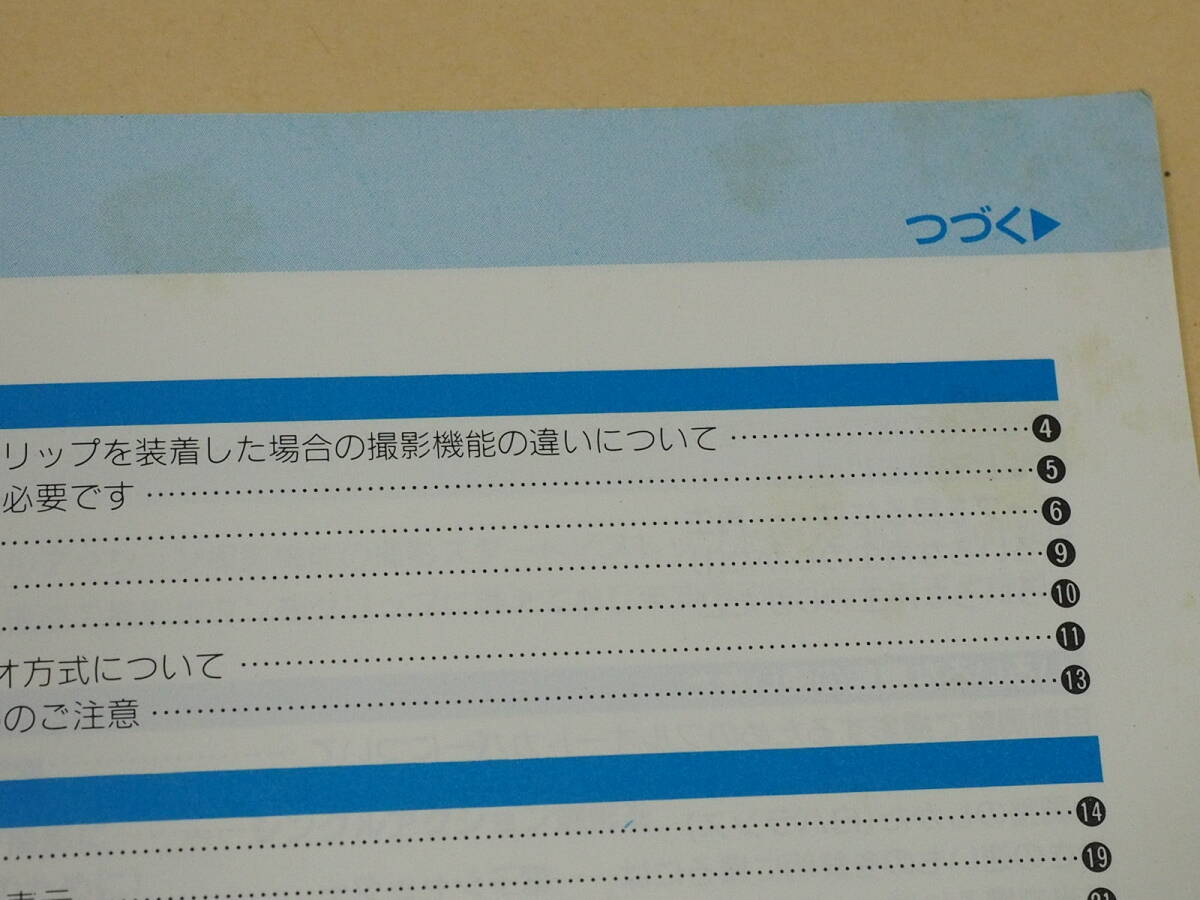 つづく▶
リップを装着した場合の撮影機能の違いについて …… ❹
必要です …… ❺
…… ❻
…… ❾
…… ❿
オ方式について …… ⓫
のご注意 …… ⓭
…… ⓮
…… ⓳